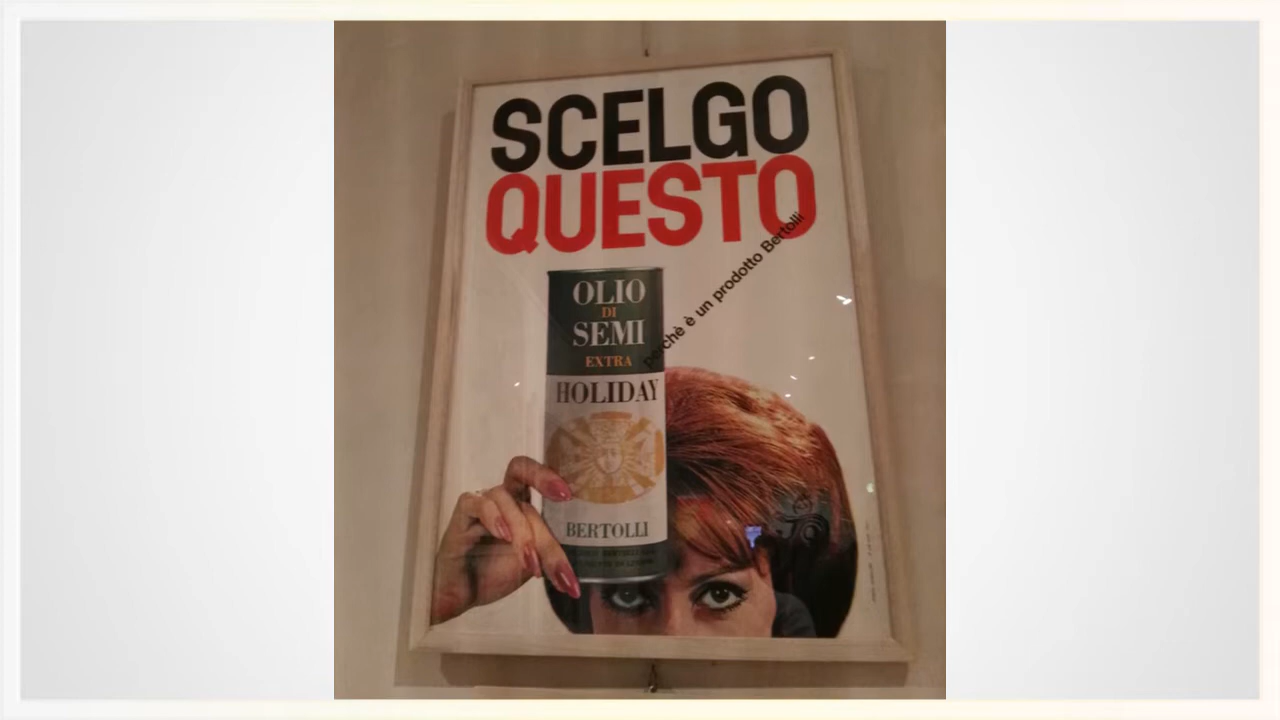 SCELGO
QUESTO
perchè è un prodotto Bertolli
OLIO
DI
SEMI
EXTRA
HOLIDAY
BERTOLLI